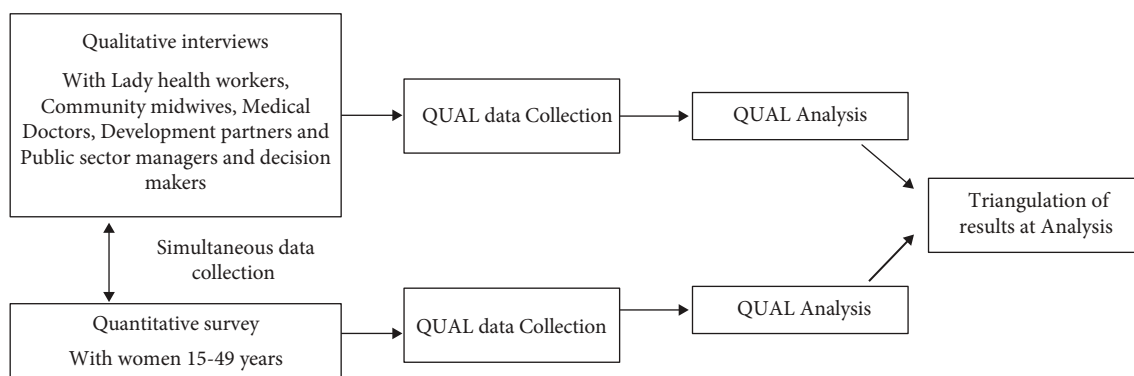 Qualitative interviews
With Lady health workers,
Community midwives, Medical
Doctors, Development partners and
Public sector managers and decision
makers
QUAL data Collection
QUAL Analysis
Triangulation of
results at Analysis
Simultaneous data
collection
Quantitative survey
With women 15-49 years
QUAL data Collection
QUAL Analysis